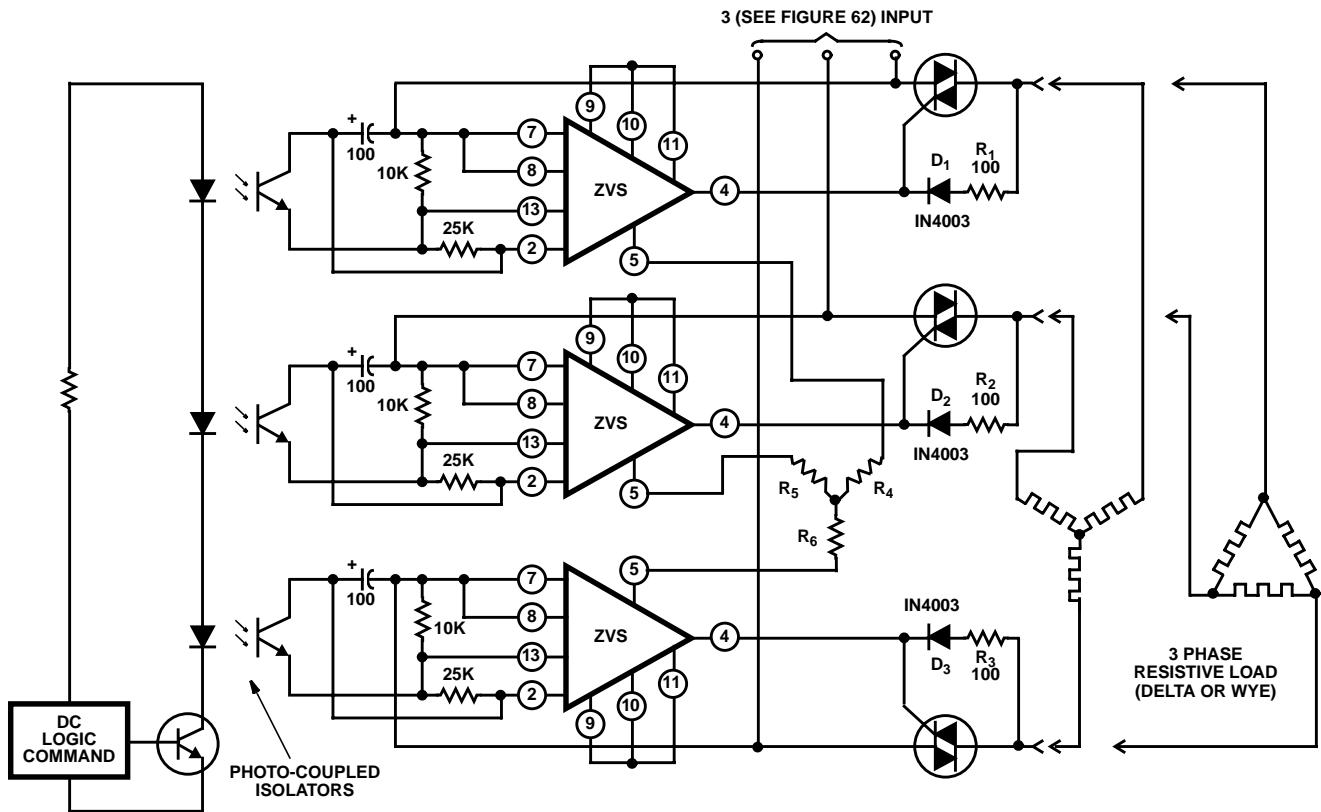 3 (SEE FIGURE 62) INPUT
9
10
11
+
100
7
8
10K
13
25K
2
ZVS
4
5
D1
R1
100
IN4003
9
10
11
+
100
7
8
10K
13
25K
2
ZVS
4
5
D2
R2
100
IN4003
R5
R4
R6
+
100
7
8
10K
13
25K
2
5
ZVS
4
11
10
9
IN4003
D3
R3
100
3 PHASE
RESISTIVE LOAD
(DELTA OR WYE)
DC
LOGIC
COMMAND
PHOTO-COUPLED
ISOLATORS